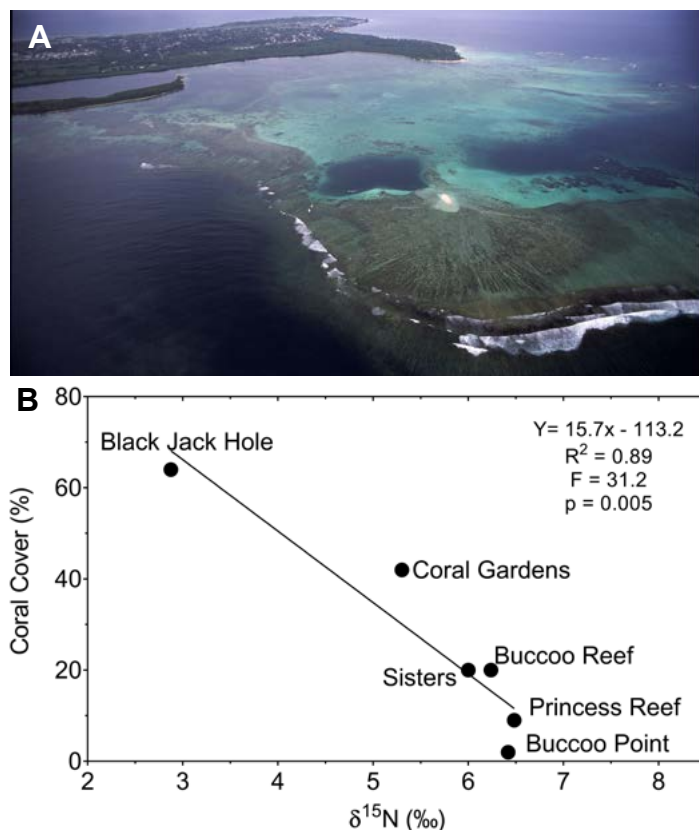 A
B
80
60
40
20
0
Coral Cover (%)
Black Jack Hole
Y= 15.7x - 113.2
R² = 0.89
F = 31.2
p = 0.005
Coral Gardens
Buccoo Reef
Sisters
Princess Reef
Buccoo Point
2 3 4 5 6 7 8
δ¹⁵N (‰)